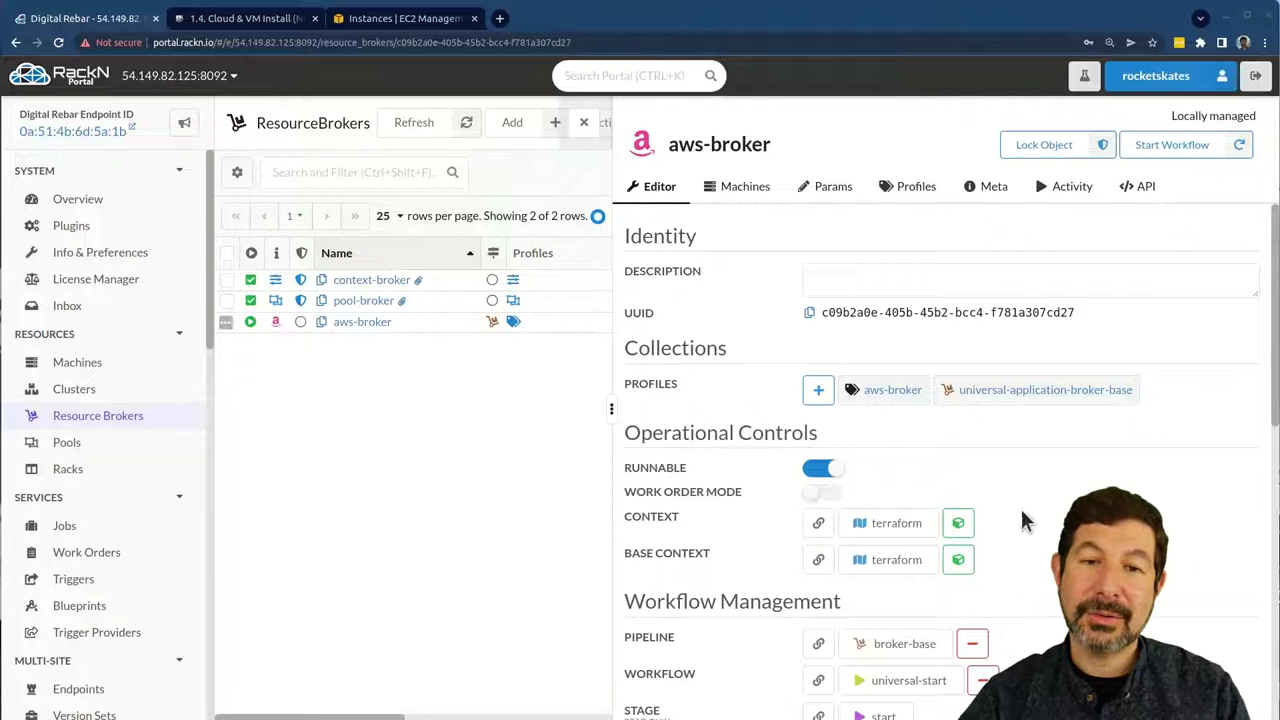 Digital Rebar - 54.149.82.
1.4. Cloud & VM Install (N
Instances | EC2 Managem
Not secure
portal.rackn.io/#/e/54.149.82.125:8092/resource_brokers/c09b2a0e-405b-45b2-bcc4-f781a307cd27
RackN Portal
54.149.82.125:8092
Search Portal (CTRL+K)
rocketskates
Digital Rebar Endpoint ID
0a:51:4b:6d:5a:1b
SYSTEM
Overview
Plugins
Info & Preferences
License Manager
Inbox
RESOURCES
Machines
Clusters
Resource Brokers
Pools
Racks
SERVICES
Jobs
Work Orders
Triggers
Blueprints
Trigger Providers
MULTI-SITE
Endpoints
Version Sets
ResourceBrokers
Refresh
Add
Search and Filter (Ctrl+Shift+F)...
1
25 rows per page. Showing 2 of 2 rows.
Name
Profiles
context-broker
pool-broker
aws-broker
Locally managed
aws-broker
Lock Object
Start Workflow
Editor
Machines
Params
Profiles
Meta
Activity
API
Identity
DESCRIPTION
UUID
c09b2a0e-405b-45b2-bcc4-f781a307cd27
Collections
PROFILES
aws-broker
universal-application-broker-base
Operational Controls
RUNNABLE
WORK ORDER MODE
CONTEXT
terraform
BASE CONTEXT
terraform
Workflow Management
PIPELINE
broker-base
WORKFLOW
universal-start
STAGE
start